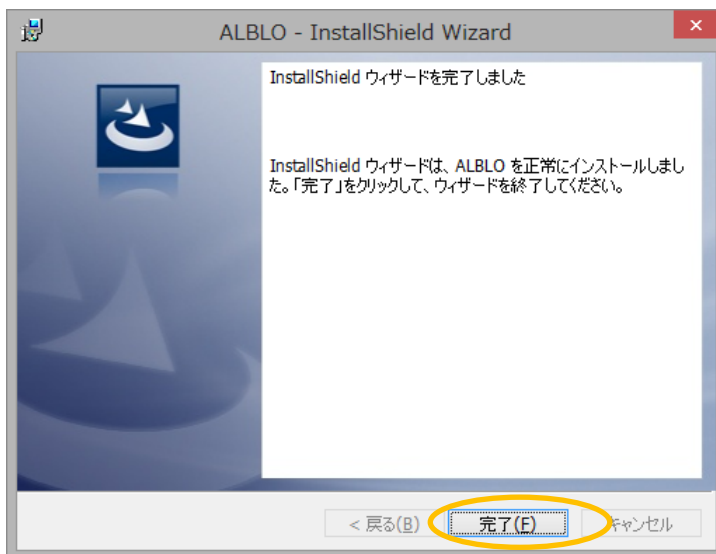 ALBLO - InstallShield Wizard
InstallShield ウィザードを完了しました
InstallShield ウィザードは、ALBLO を正常にインストールしまし
た。「完了」をクリックして、ウィザードを終了してください。
< 戻る(B) 完了(F) キャンセル